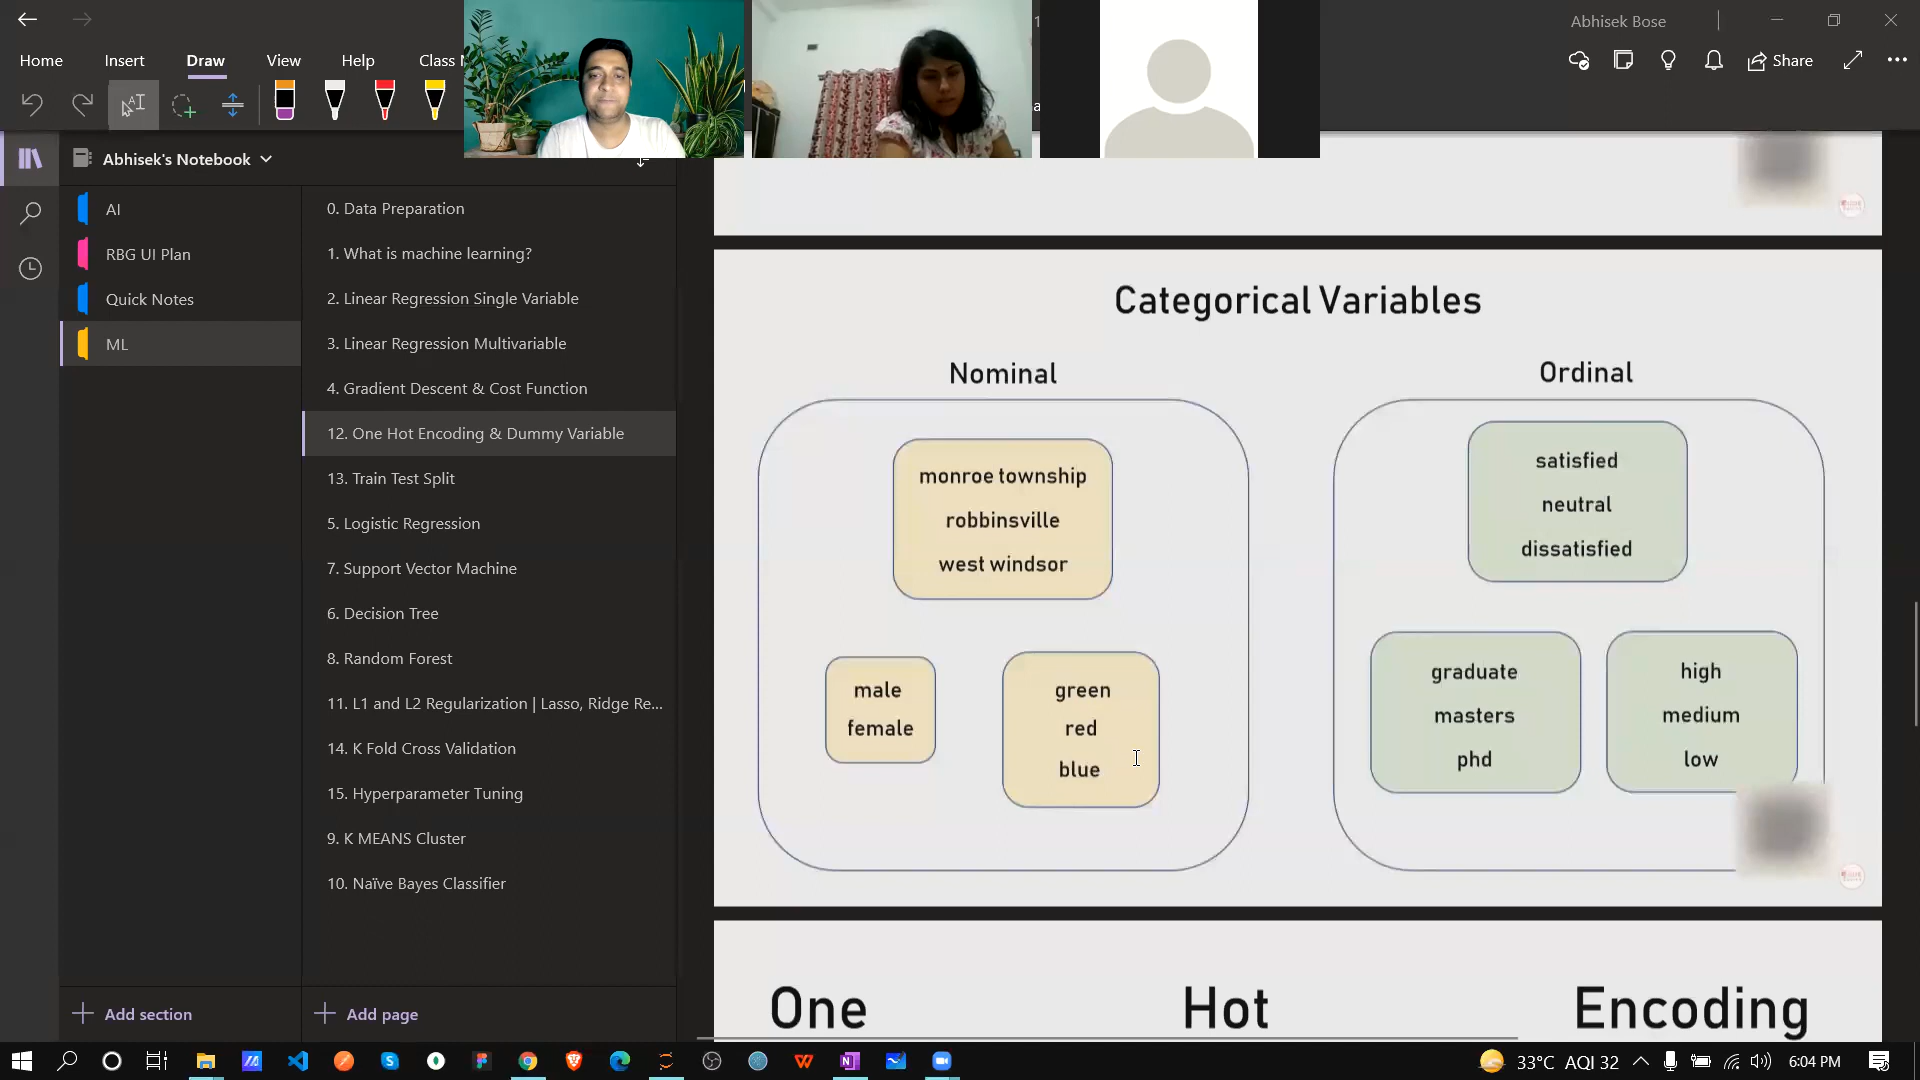 Abhisek Bose
Home
Insert
Draw
View
Help
Class
Share
Abhisek's Notebook
AI
RBG UI Plan
Quick Notes
ML
Add section
0. Data Preparation
1. What is machine learning?
2. Linear Regression Single Variable
3. Linear Regression Multivariable
4. Gradient Descent & Cost Function
12. One Hot Encoding & Dummy Variable
13. Train Test Split
5. Logistic Regression
7. Support Vector Machine
6. Decision Tree
8. Random Forest
11. L1 and L2 Regularization | Lasso, Ridge Re...
14. K Fold Cross Validation
15. Hyperparameter Tuning
9. K MEANS Cluster
10. Naïve Bayes Classifier
Add page
Categorical Variables
Nominal
monroe township
robbinsville
west windsor
male
female
green
red
blue
Ordinal
satisfied
neutral
dissatisfied
graduate
masters
phd
high
medium
low
One Hot Encoding
33°C AQI 32
6:04 PM